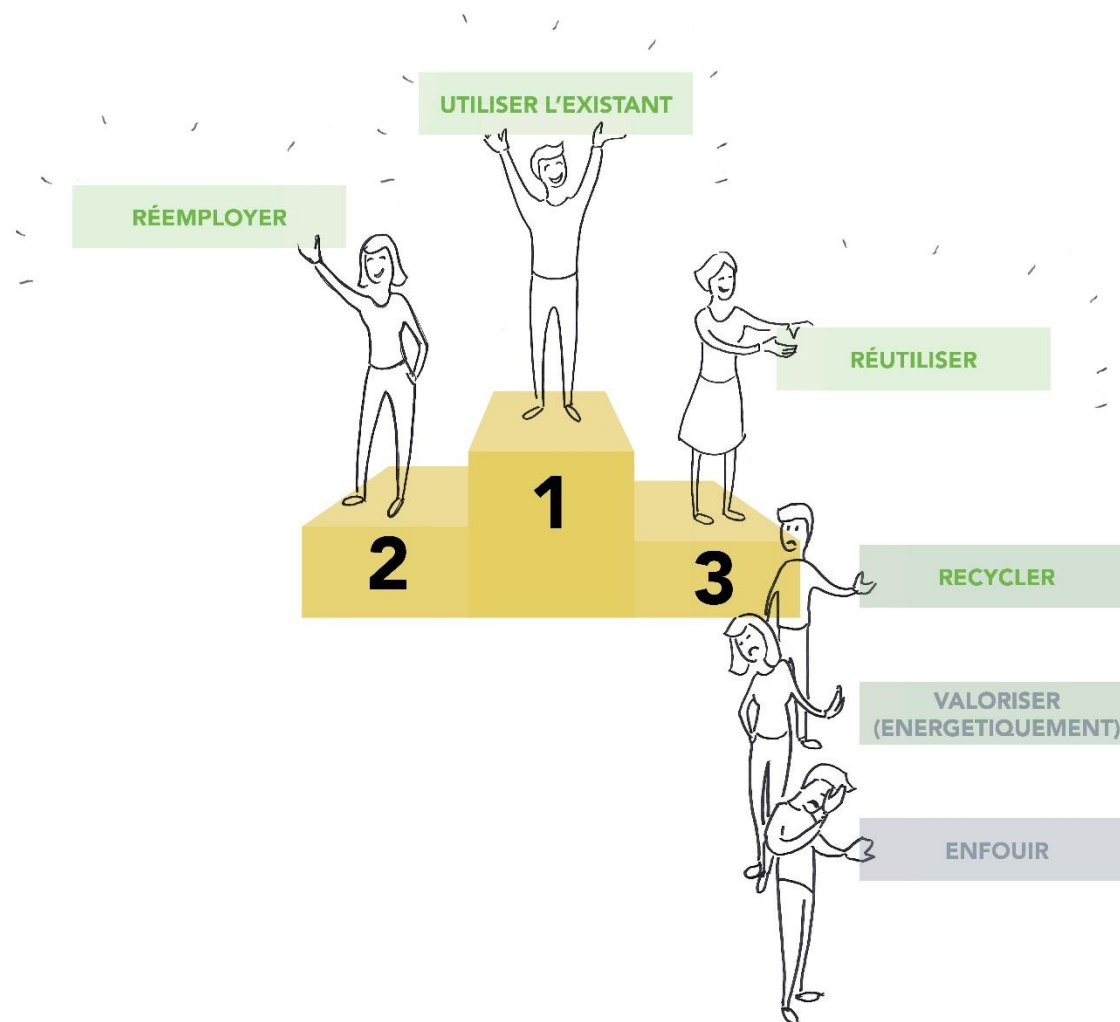 UTILISER L'EXISTANT
RÉEMPLOYER
RÉUTILISER
1
2
3
RECYCLER
VALORISER
(ENERGETIQUEMENT)
ENFOUIR